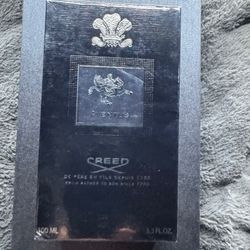 AVENTUS
CREED
DE PÈRE EN FILS DEPUIS 1760
FROM FATHER TO SON SINCE 1760
100 ML 3.3 FL.OZ.